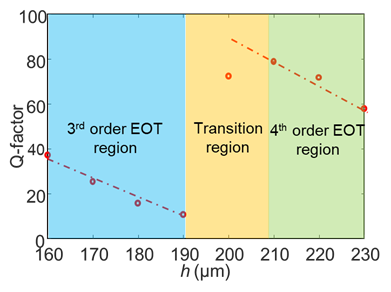 100
80
60
40
20
0
Q-factor
3rd order EOT
region
Transition
region
4th order EOT
region
160 170 180 190 200 210 220 230
h (μm)